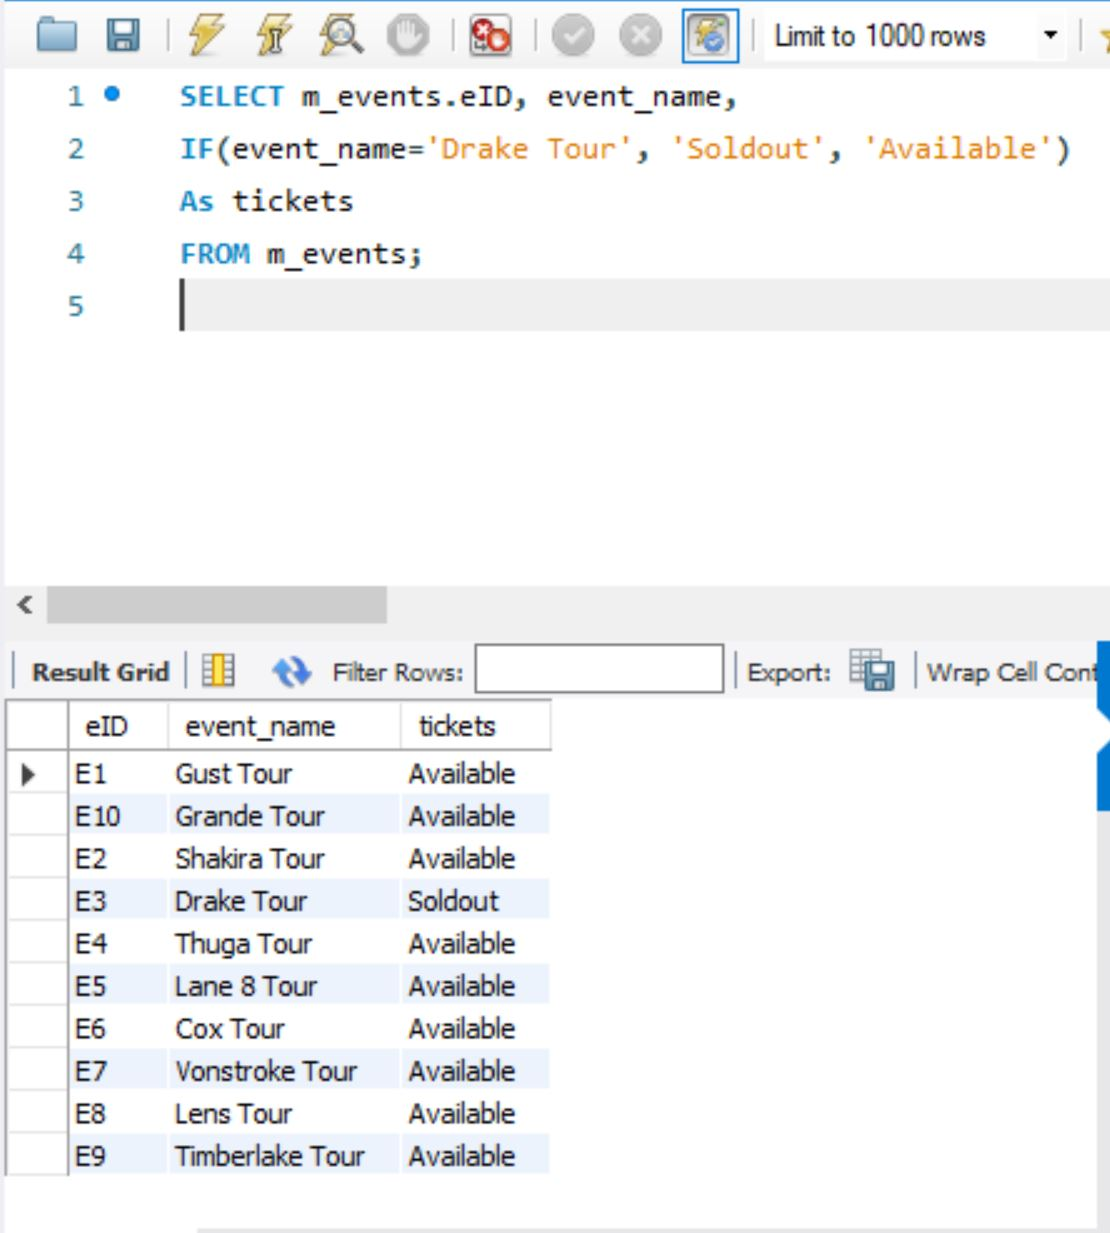 Limit to 1000 rows
1 SELECT m_events.eID, event_name,
2 IF(event_name='Drake Tour', 'Soldout', 'Available')
3 As tickets
4 FROM m_events;
5
Result Grid Filter Rows: Export: Wrap Cell Cont
eID event_name tickets
E1 Gust Tour Available
E10 Grande Tour Available
E2 Shakira Tour Available
E3 Drake Tour Soldout
E4 Thuga Tour Available
E5 Lane 8 Tour Available
E6 Cox Tour Available
E7 Vonstroke Tour Available
E8 Lens Tour Available
E9 Timberlake Tour Available